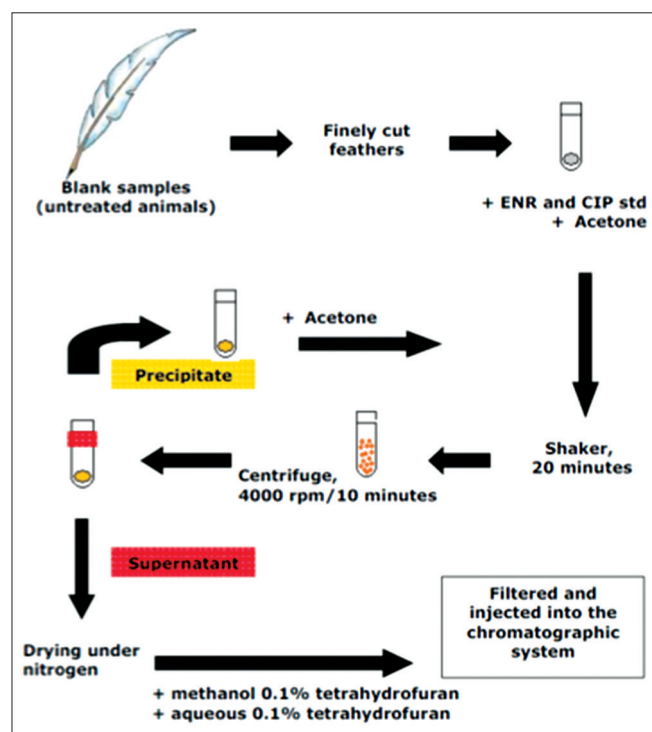 Blank samples
(untreated animals)
Finely cut
feathers
+ ENR and CIP std
+ Acetone
+ Acetone
Precipitate
Shaker,
20 minutes
Centrifuge,
4000 rpm/10 minutes
Supernatant
Drying under
nitrogen
+ methanol 0.1% tetrahydrofuran
+ aqueous 0.1% tetrahydrofuran
Filtered and
injected into the
chromatographic
system